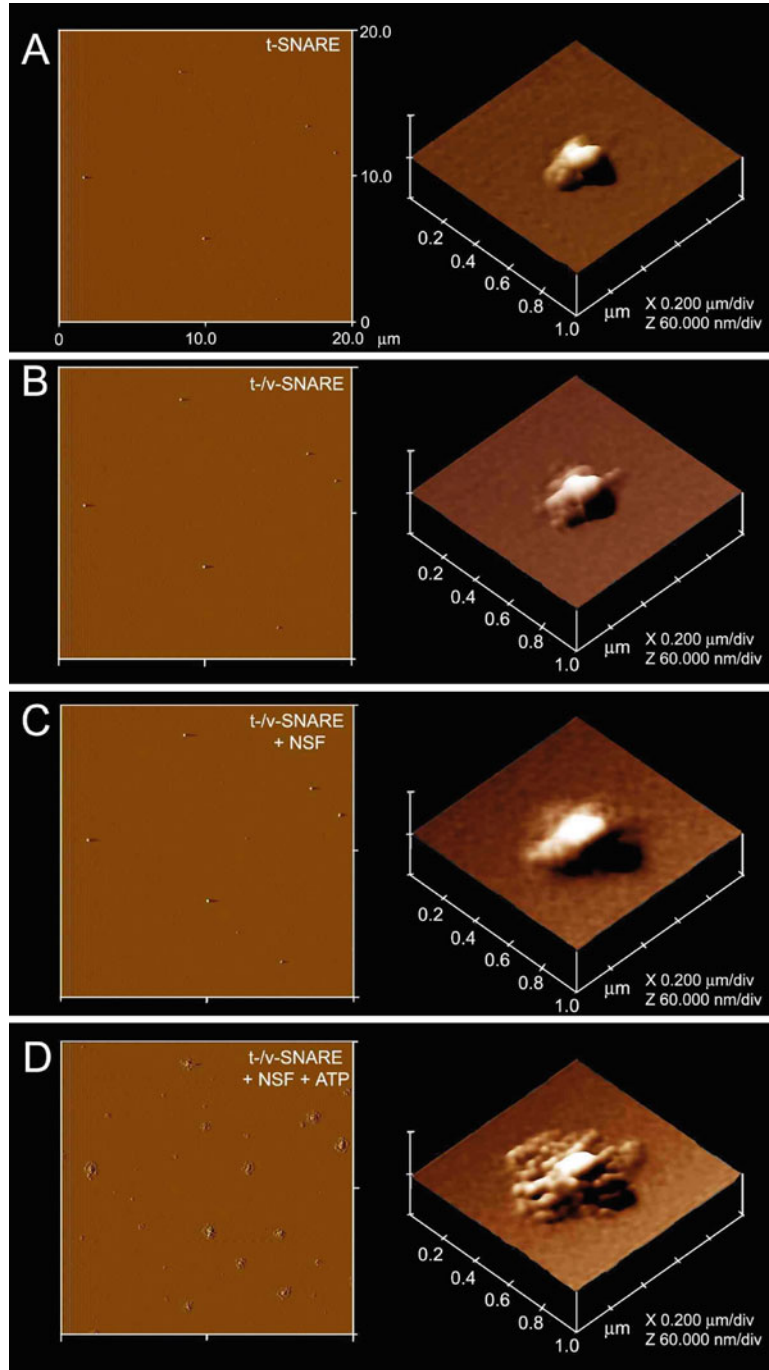 A
t-SNARE
20.0
10.0
0
0
10.0
20.0
μm
0.2
0.4
0.6
0.8
1.0
μm
X 0.200 μm/div
Z 60.000 nm/div
B
t-/v-SNARE
0.2
0.4
0.6
0.8
1.0
μm
X 0.200 μm/div
Z 60.000 nm/div
C
t-/v-SNARE
+ NSF
0.2
0.4
0.6
0.8
1.0
μm
X 0.200 μm/div
Z 60.000 nm/div
D
t-/v-SNARE
+ NSF + ATP
0.2
0.4
0.6
0.8
1.0
μm
X 0.200 μm/div
Z 60.000 nm/div